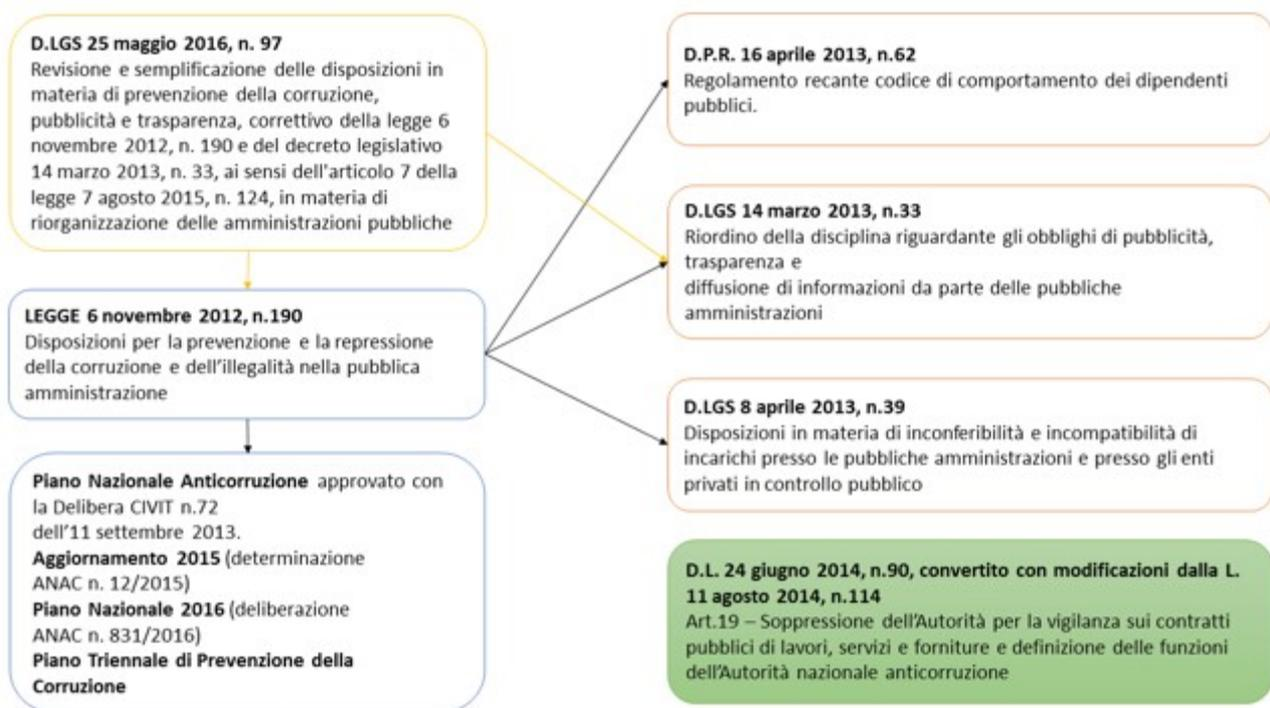 D.LGS 25 maggio 2016, n. 97
Revisione e semplificazione delle disposizioni in
materia di prevenzione della corruzione,
pubblicità e trasparenza, correttivo della legge 6
novembre 2012, n. 190 e del decreto legislativo
14 marzo 2013, n. 33, ai sensi dell'articolo 7 della
legge 7 agosto 2015, n. 124, in materia di
riorganizzazione delle amministrazioni pubbliche
LEGGE 6 novembre 2012, n.190
Disposizioni per la prevenzione e la repressione
della corruzione e dell'illegalità nella pubblica
amministrazione
Piano Nazionale Anticorruzione approvato con
la Delibera CIVIT n.72
dell'11 settembre 2013.
Aggiornamento 2015 (determinazione
ANAC n. 12/2015)
Piano Nazionale 2016 (deliberazione
ANAC n. 831/2016)
Piano Triennale di Prevenzione della
Corruzione
D.P.R. 16 aprile 2013, n.62
Regolamento recante codice di comportamento dei dipendenti
pubblici.
D.LGS 14 marzo 2013, n.33
Riordino della disciplina riguardante gli obblighi di pubblicità,
trasparenza e
diffusione di informazioni da parte delle pubbliche
amministrazioni
D.LGS 8 aprile 2013, n.39
Disposizioni in materia di inconferibilità e incompatibilità di
incarichi presso le pubbliche amministrazioni e presso gli enti
privati in controllo pubblico
D.L. 24 giugno 2014, n.90, convertito con modificazioni dalla L.
11 agosto 2014, n.114
Art.19 – Soppressione dell'Autorità per la vigilanza sui contratti
pubblici di lavori, servizi e forniture e definizione delle funzioni
dell'Autorità nazionale anticorruzione